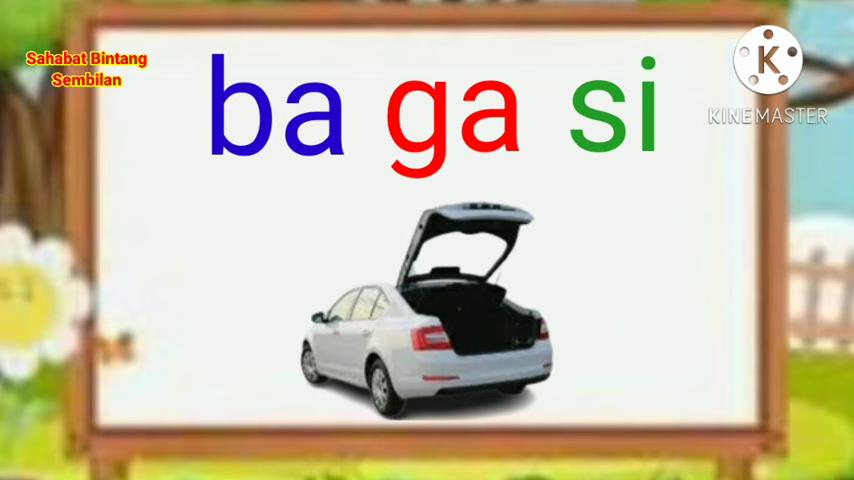 Sahabat Bintang
Sembilan
ba ga si
K
KINEMASTER